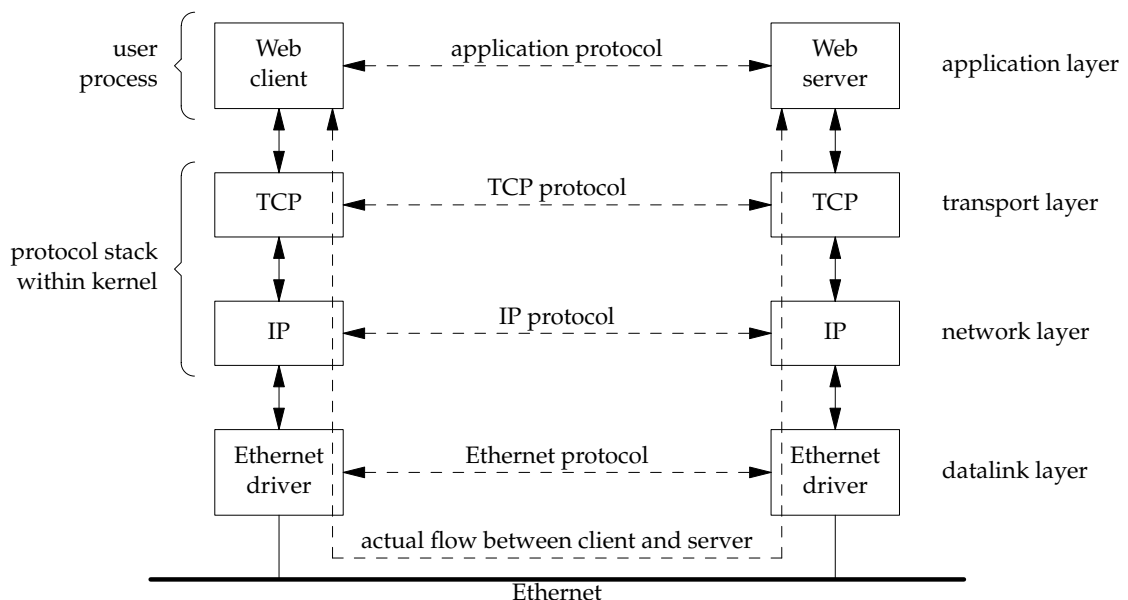 user
process
Web
client
application protocol
Web
server
application layer
protocol stack
within kernel
TCP
TCP protocol
TCP
transport layer
IP
IP protocol
IP
network layer
Ethernet
driver
Ethernet protocol
Ethernet
driver
datalink layer
actual flow between client and server
Ethernet